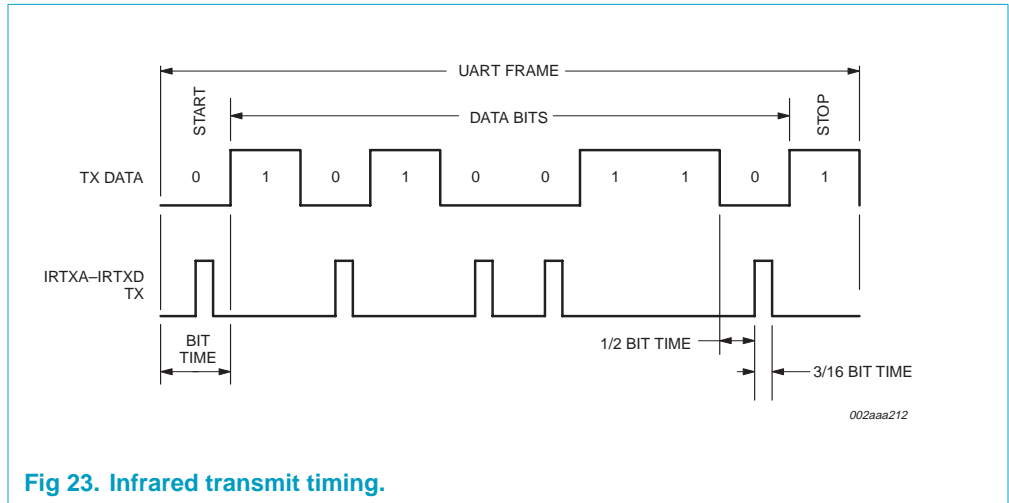 UART FRAME
START
DATA BITS
STOP
TX DATA
0 1 0 1 0 0 1 1 0 1
IRTXA–IRTXD
TX
BIT
TIME
1/2 BIT TIME
3/16 BIT TIME
002aaa212
Fig 23. Infrared transmit timing.